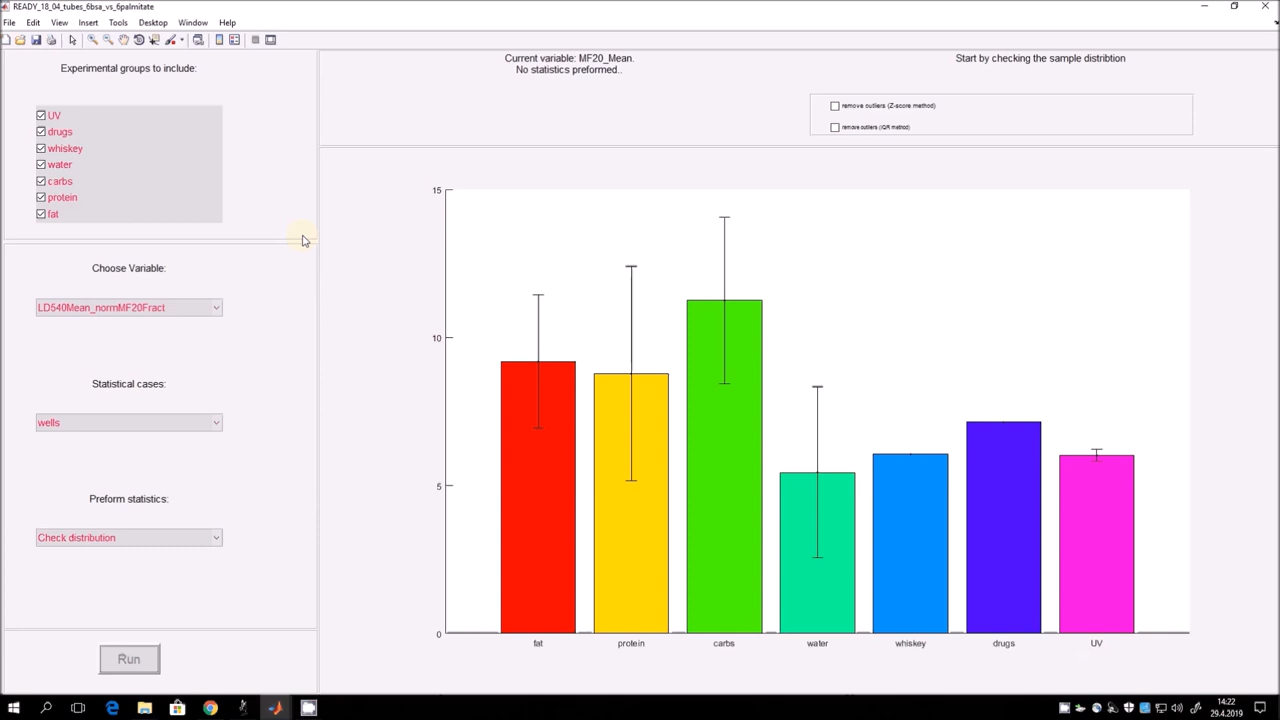 READY_18_04_tubes_6bsa_vs_6palmitate
File Edit View Insert Tools Desktop Window Help
Experimental groups to include:
UV
drugs
whiskey
water
carbs
protein
fat
Choose Variable:
LD540Mean_normMF20Fract
Statistical cases:
wells
Preform statistics:
Check distribution
Run
Current variable: MF20_Mean.
No statistics preformed..
Start by checking the sample distribtion
remove outliers (Z-score method)
remove outliers (IQR method)
15
10
5
0
fat protein carbs water whiskey drugs UV
14:22
29.4.2019